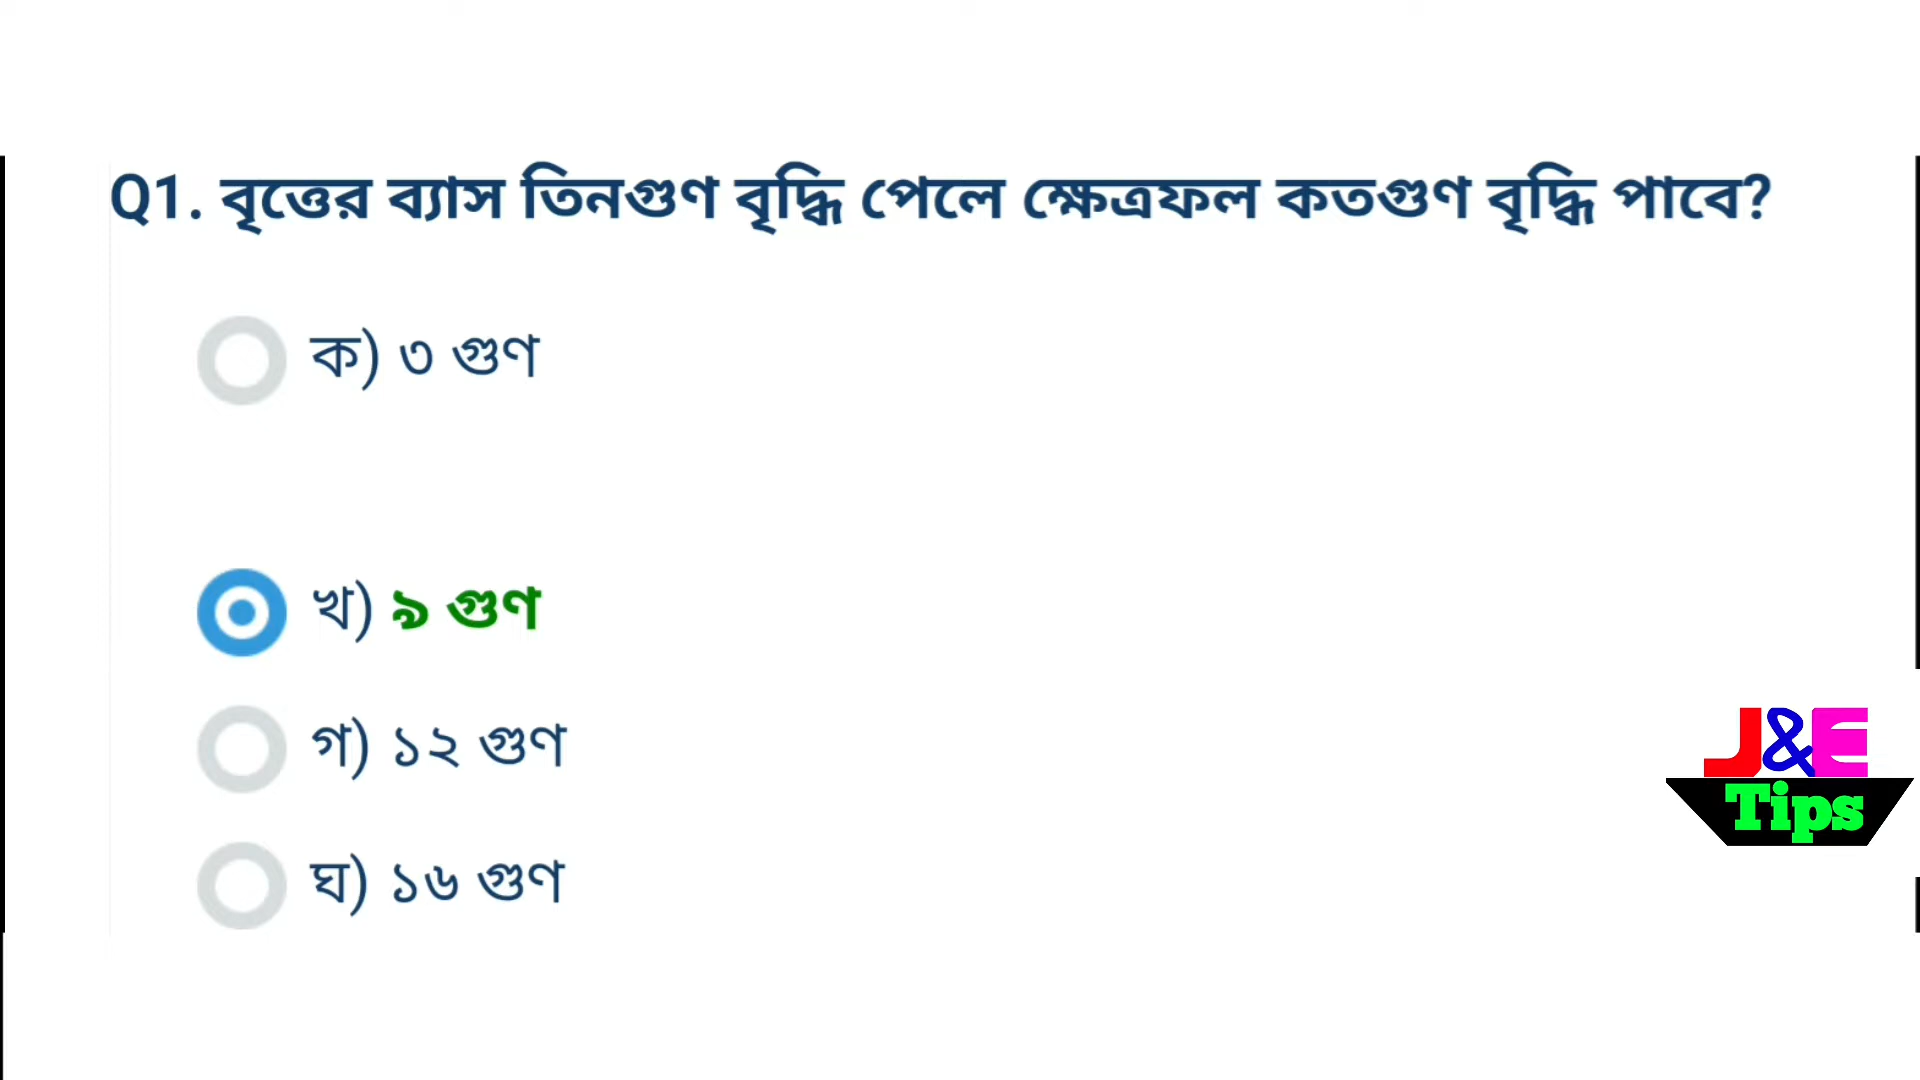 Q1. বৃত্তের ব্যাস তিনগুণ বৃদ্ধি পেলে ক্ষেত্রফল কতগুণ বৃদ্ধি পাবে?
ক) ৩ গুণ
খ) ৯ গুণ
গ) ১২ গুণ
ঘ) ১৬ গুণ
J&E
Tips